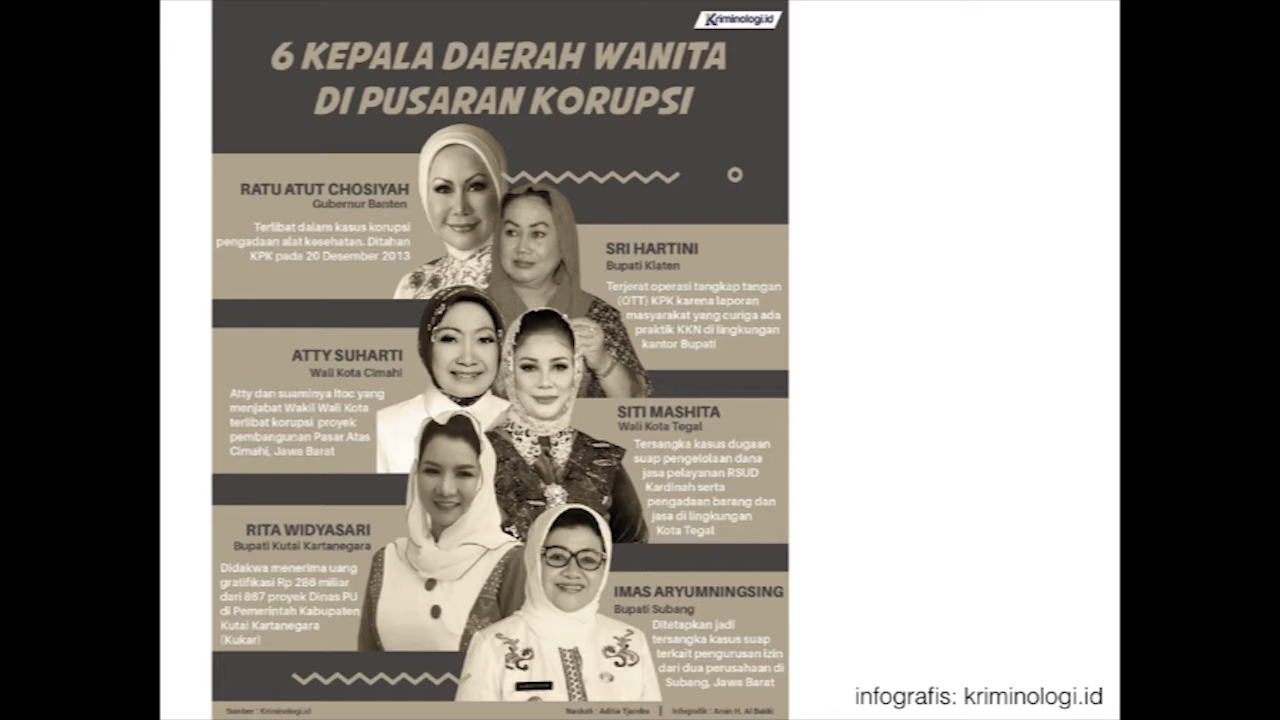 Kriminologi.id
6 KEPALA DAERAH WANITA
DI PUSARAN KORUPSI
RATU ATUT CHOSIYAH
Gubernur Banten
Terlibat dalam kasus korupsi
pengadaan alat kesehatan. Ditahan
KPK pada 20 Desember 2013
SRI HARTINI
Bupati Klaten
Terjerat operasi tangkap tangan
(OTT) KPK karena laporan
masyarakat yang curiga ada
praktik KKN di lingkungan
kantor Bupati
ATTY SUHARTI
Wali Kota Cimahi
Atty dan suaminya Itoc yang
menjabat Wakil Wali Kota
terlibat korupsi proyek
pembangunan Pasar Atas
Cimahi, Jawa Barat
SITI MASHITA
Wali Kota Tegal
Tersangka kasus dugaan
suap pengelolaan dana
jasa pelayanan RSUD
Kardinah serta
pengadaan barang dan
jasa di lingkungan
Kota Tegal
RITA WIDYASARI
Bupati Kutai Kartanegara
Didakwa menerima uang
gratifikasi Rp 286 miliar
dari 867 proyek Dinas PU
di Pemerintah Kabupaten
Kutai Kartanegara
(Kukar)
IMAS ARYUMNINGSING
Bupati Subang
Ditetapkan jadi
tersangka kasus suap
terkait pengurusan izin
dari dua perusahaan di
Subang, Jawa Barat
Sumber : Kriminologi.id
Naskah : Aditia Tjandra | Infografik : Amin H. Al Bakki
infografis: kriminologi.id